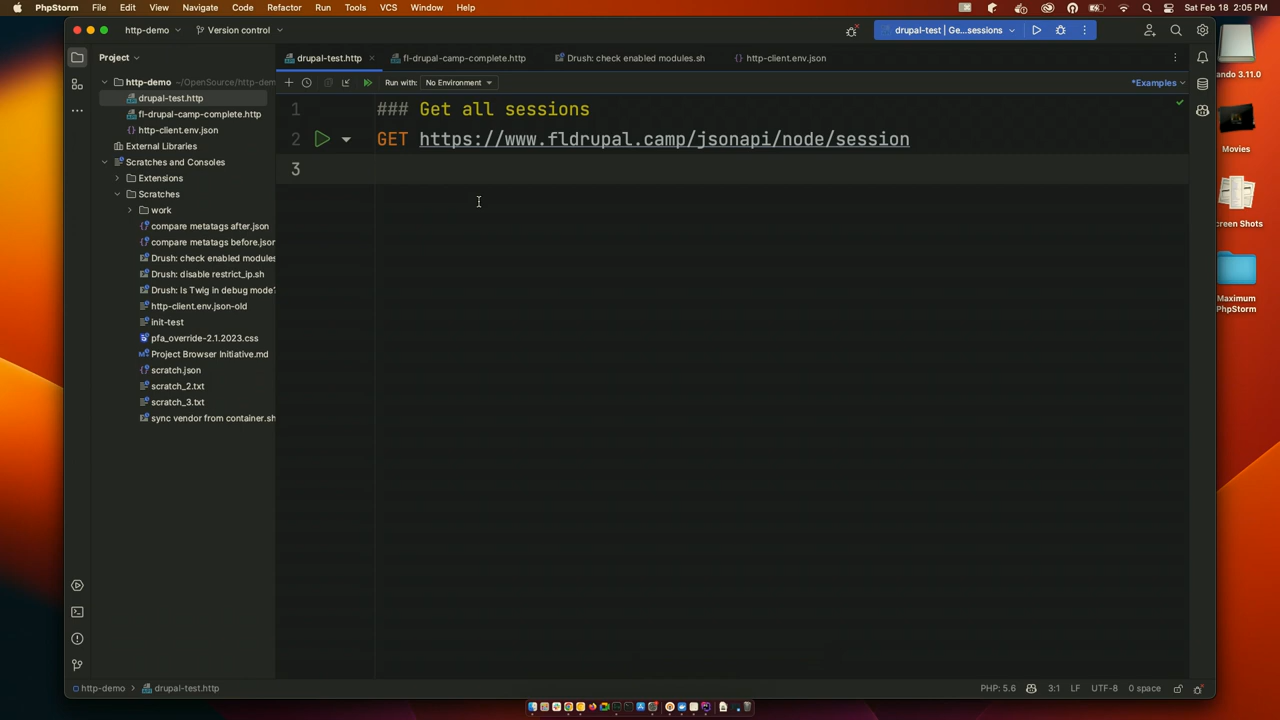 PhpStorm File Edit View Navigate Code Refactor Run Tools VCS Window Help Sat Feb 18 2:05 PM
http-demo Version control drupal-test | Ge...sessions
Project drupal-test.http fl-drupal-camp-complete.http Drush: check enabled modules.sh http-client.env.json
Run with: No Environment *Examples
http-demo ~/OpenSource/http-dem
drupal-test.http
fl-drupal-camp-complete.http
http-client.env.json
External Libraries
Scratches and Consoles
Extensions
Scratches
work
compare metatags after.json
compare metatags before.json
Drush: check enabled modules
Drush: disable restrict_ip.sh
Drush: Is Twig in debug mode?
http-client.env.json-old
init-test
pfa_override-2.1.2023.css
Project Browser Initiative.md
scratch.json
scratch_2.txt
scratch_3.txt
sync vendor from container.sh
1 ### Get all sessions
2 GET https://www.fldrupal.camp/jsonapi/node/session
3
http-demo drupal-test.http PHP: 5.6 3:1 LF UTF-8 0 space
ando 3.11.0
Movies
creen Shots
Maximum
PhpStorm